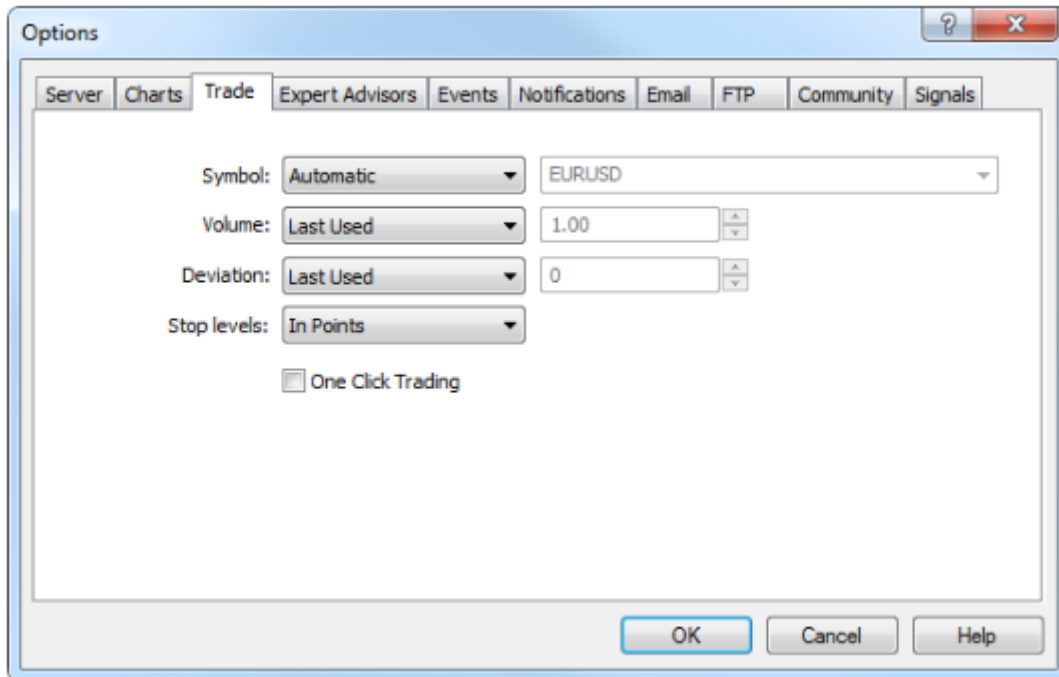 Options
Server Charts Trade Expert Advisors Events Notifications Email FTP Community Signals
Symbol: Automatic EURUSD
Volume: Last Used 1.00
Deviation: Last Used 0
Stop levels: In Points
One Click Trading
OK Cancel Help